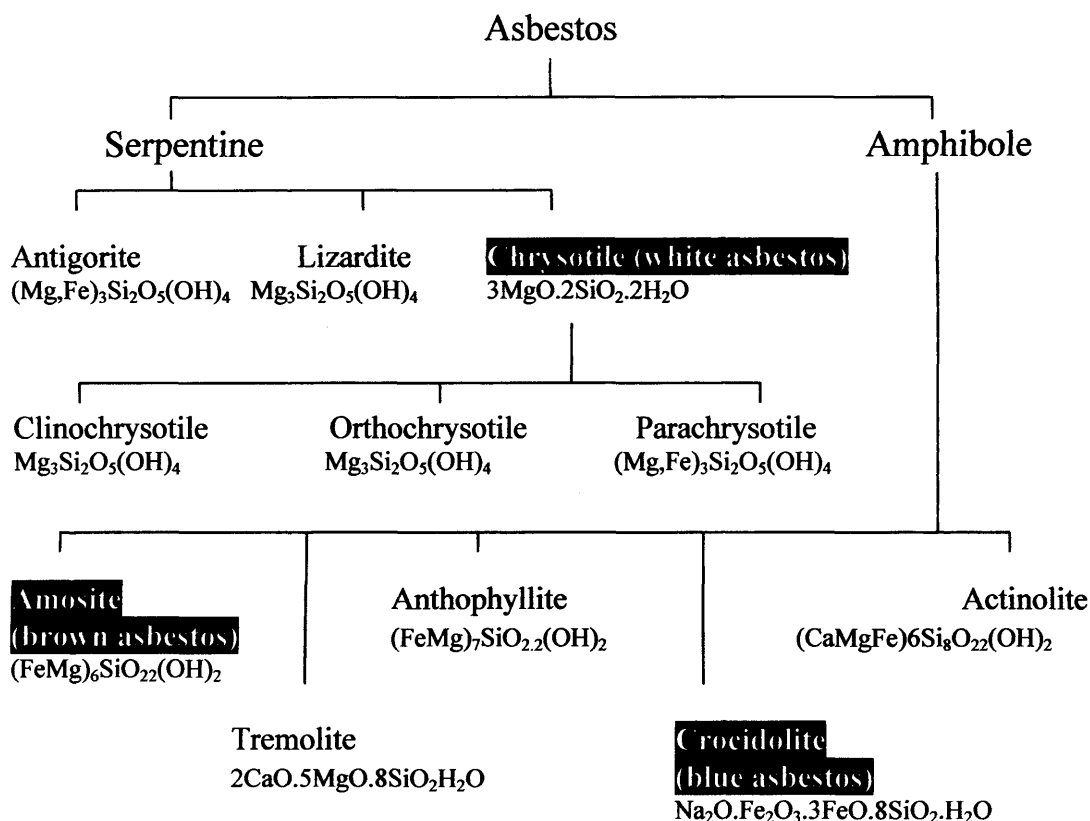 Asbestos
Serpentine
Amphibole
Antigorite
(Mg,Fe)₃Si₂O₅(OH)₄
Lizardite
Mg₃Si₂O₅(OH)₄
Chrysotile (white asbestos)
3MgO.2SiO₂.2H₂O
Clinochrysotile
Mg₃Si₂O₅(OH)₄
Orthochrysotile
Mg₃Si₂O₅(OH)₄
Parachrysotile
(Mg,Fe)₃Si₂O₅(OH)₄
Amosite
(brown asbestos)
(FeMg)₆SiO₂₂(OH)₂
Anthophyllite
(FeMg)₇SiO₂.₂(OH)₂
Actinolite
(CaMgFe)6Si₈O₂₂(OH)₂
Tremolite
2CaO.5MgO.8SiO₂H₂O
Crocidolite
(blue asbestos)
Na₂O.Fe₂O₃.3FeO.8SiO₂.H₂O